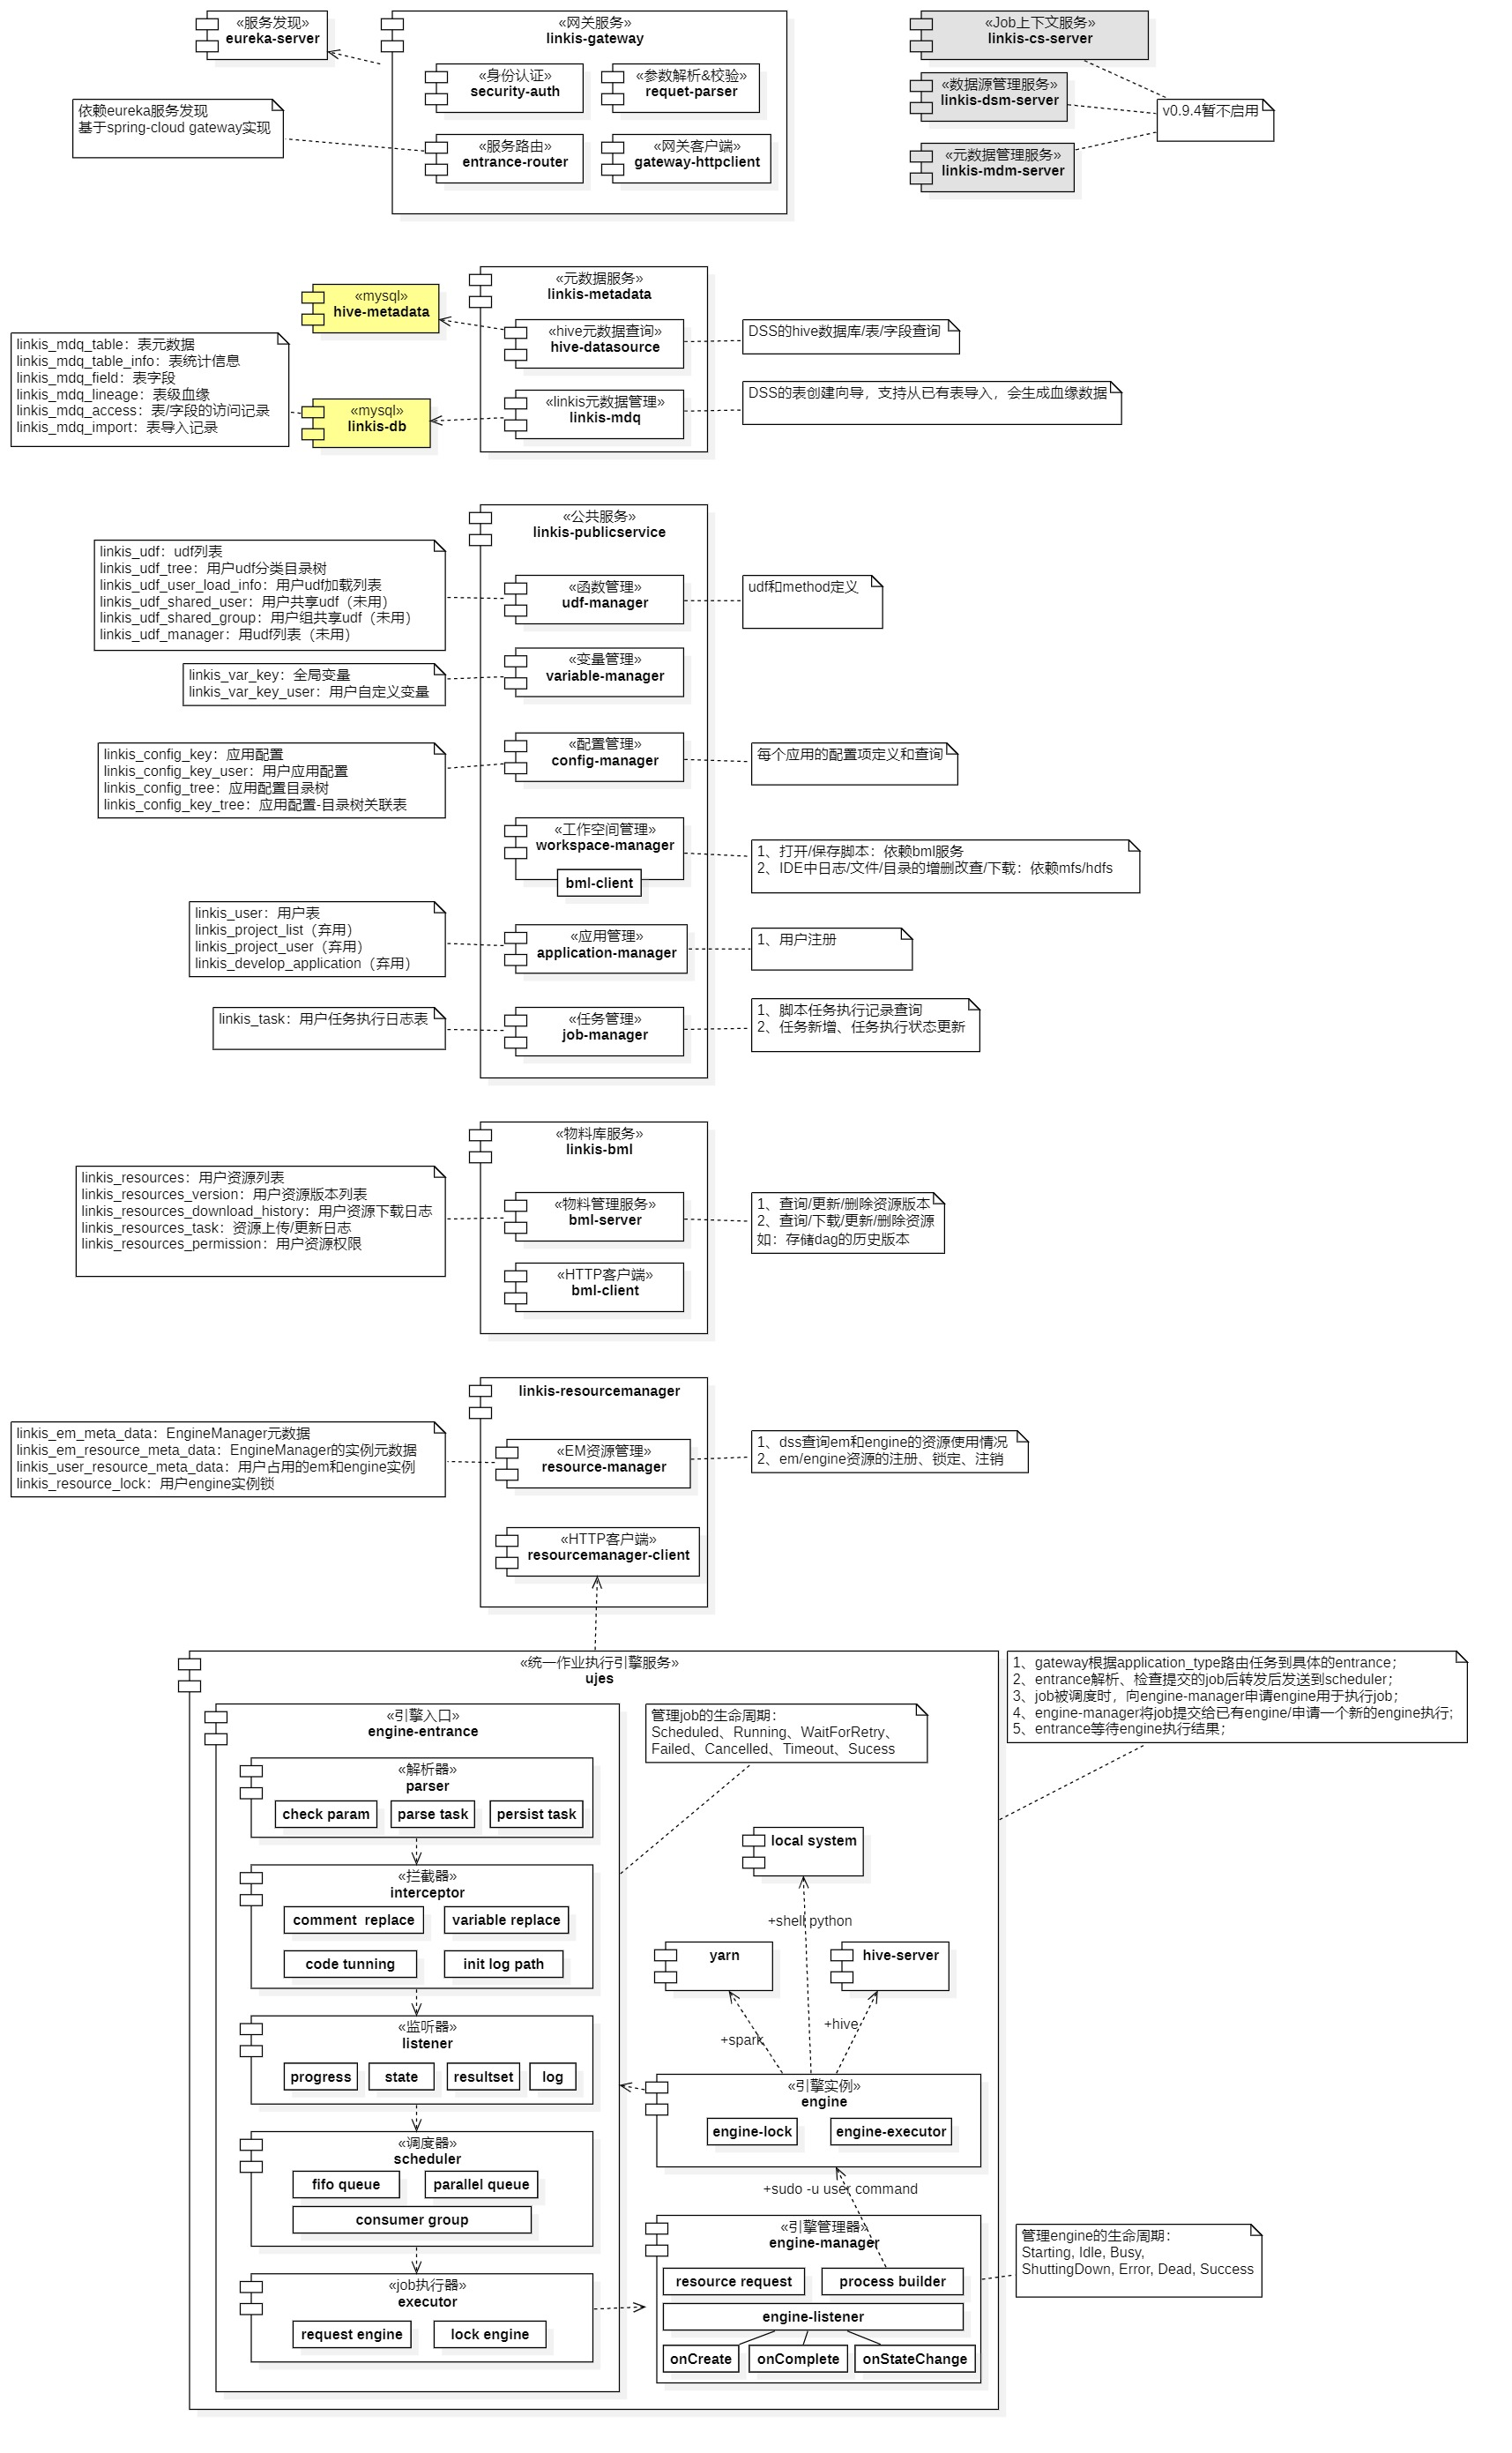 «服务发现»
eureka-server
«网关服务»
linkis-gateway
«身份认证»
security-auth
«参数解析&校验»
requet-parser
«服务路由»
entrance-router
«网关客户端»
gateway-httpclient
依赖eureka服务发现
基于spring-cloud gateway实现
«Job上下文服务»
linkis-cs-server
«数据源管理服务»
linkis-dsm-server
«元数据管理服务»
linkis-mdm-server
v0.9.4暂不启用
«元数据服务»
linkis-metadata
«mysql»
hive-metadata
«hive元数据查询»
hive-datasource
DSS的hive数据库/表/字段查询
linkis_mdq_table：表元数据
linkis_mdq_table_info：表统计信息
linkis_mdq_field：表字段
linkis_mdq_lineage：表级血缘
linkis_mdq_access：表/字段的访问记录
linkis_mdq_import：表导入记录
«mysql»
linkis-db
«linkis元数据管理»
linkis-mdq
DSS的表创建向导，支持从已有表导入，会生成血缘数据
«公共服务»
linkis-publicservice
linkis_udf：udf列表
linkis_udf_tree：用户udf分类目录树
linkis_udf_user_load_info：用户udf加载列表
linkis_udf_shared_user：用户共享udf（未用）
linkis_udf_shared_group：用户组共享udf（未用）
linkis_udf_manager：用udf列表（未用）
«函数管理»
udf-manager
udf和method定义
linkis_var_key：全局变量
linkis_var_key_user：用户自定义变量
«变量管理»
variable-manager
linkis_config_key：应用配置
linkis_config_key_user：用户应用配置
linkis_config_tree：应用配置目录树
linkis_config_key_tree：应用配置-目录树关联表
«配置管理»
config-manager
每个应用的配置项定义和查询
«工作空间管理»
workspace-manager
bml-client
1、打开/保存脚本：依赖bml服务
2、IDE中日志/文件/目录的增删改查/下载：依赖mfs/hdfs
linkis_user：用户表
linkis_project_list（弃用）
linkis_project_user（弃用）
linkis_develop_application（弃用）
«应用管理»
application-manager
1、用户注册
linkis_task：用户任务执行日志表
«任务管理»
job-manager
1、脚本任务执行记录查询
2、任务新增、任务执行状态更新
«物料库服务»
linkis-bml
linkis_resources：用户资源列表
linkis_resources_version：用户资源版本列表
linkis_resources_download_history：用户资源下载日志
linkis_resources_task：资源上传/更新日志
linkis_resources_permission：用户资源权限
«物料管理服务»
bml-server
1、查询/更新/删除资源版本
2、查询/下载/更新/删除资源
如：存储dag的历史版本
«HTTP客户端»
bml-client
linkis-resourcemanager
linkis_em_meta_data：EngineManager元数据
linkis_em_resource_meta_data：EngineManager的实例元数据
linkis_user_resource_meta_data：用户占用的em和engine实例
linkis_resource_lock：用户engine实例锁
«EM资源管理»
resource-manager
1、dss查询em和engine的资源使用情况
2、em/engine资源的注册、锁定、注销
«HTTP客户端»
resourcemanager-client
«统一作业执行引擎服务»
ujes
1、gateway根据application_type路由任务到具体的entrance；
2、entrance解析、检查提交的job后转发后发送到scheduler；
3、job被调度时，向engine-manager申请engine用于执行job；
4、engine-manager将job提交给已有engine/申请一个新的engine执行；
5、entrance等待engine执行结果；
«引擎入口»
engine-entrance
管理job的生命周期：
Scheduled、Running、WaitForRetry、
Failed、Cancelled、Timeout、Sucess
«解析器»
parser
check param
parse task
persist task
«拦截器»
interceptor
comment  replace
variable replace
code tunning
init log path
«监听器»
listener
progress
state
resultset
log
«调度器»
scheduler
fifo queue
parallel queue
consumer group
«job执行器»
executor
request engine
lock engine
local system
+shell python
yarn
hive-server
+spark
+hive
«引擎实例»
engine
engine-lock
engine-executor
+sudo -u user command
«引擎管理器»
engine-manager
resource request
process builder
engine-listener
onCreate
onComplete
onStateChange
管理engine的生命周期：
Starting, Idle, Busy,
ShuttingDown, Error, Dead, Success